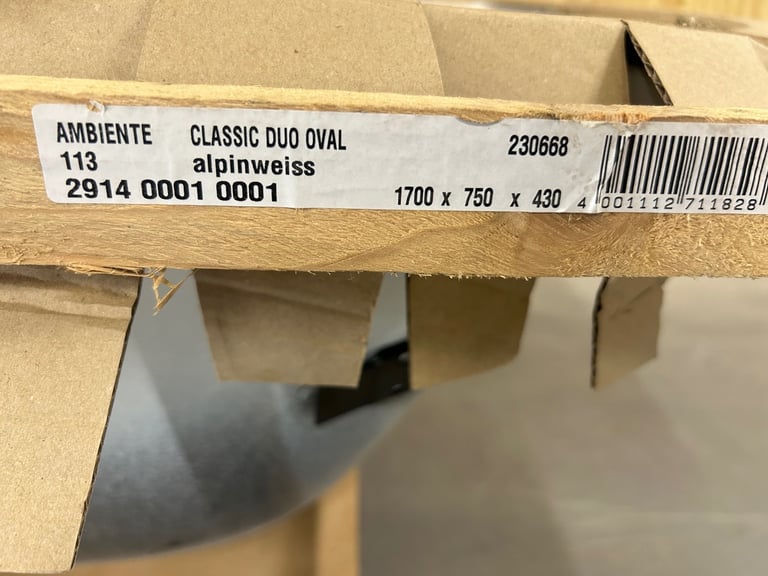 AMBIENTE CLASSIC DUO OVAL 230668
113 alpinweiss
2914 0001 0001 1700 x 750 x 430
4 001112 711828